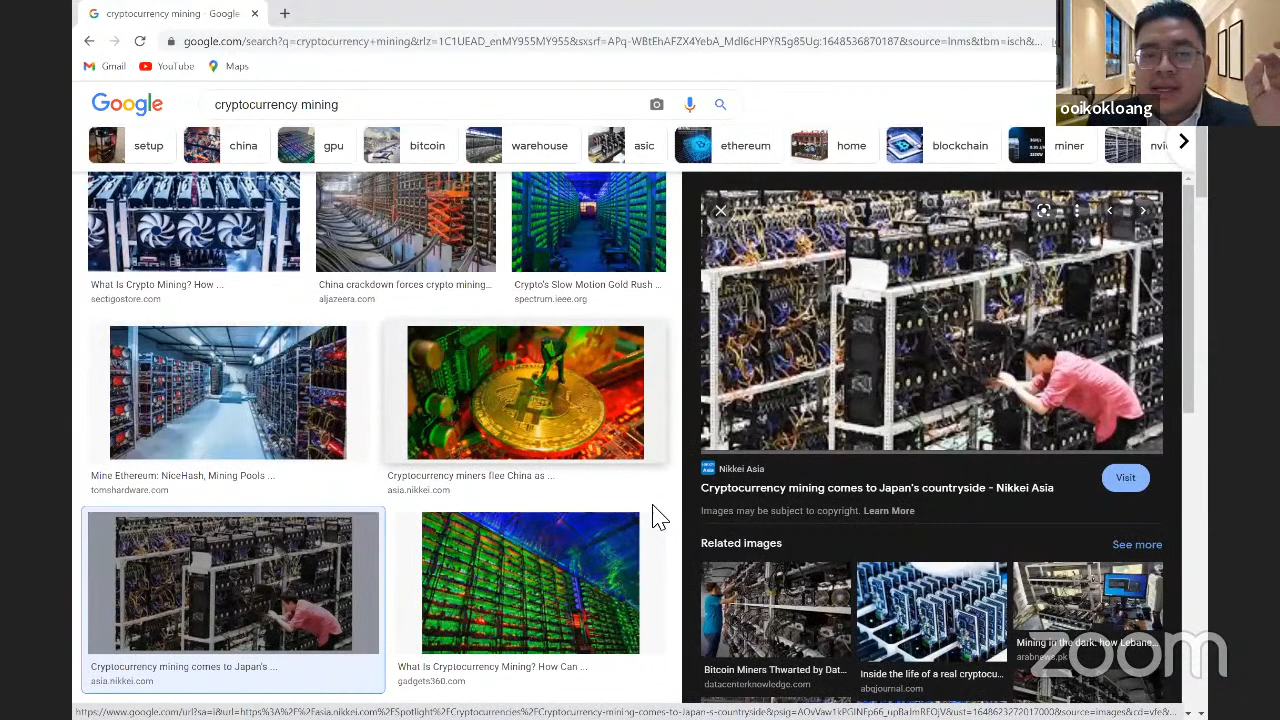 cryptocurrency mining - Google
google.com/search?q=cryptocurrency+mining&rlz=1C1UEAD_enMY955MY955&sxsrf=APq-WBtEhAFZX4YebA_MdI6cHPYR5g85Ug:1648536870187&source=lnms&tbm=isch&...
Gmail YouTube Maps
ooikokloang
Google cryptocurrency mining
setup china bitcoin warehouse asic ethereum home blockchain miner
What Is Crypto Mining? How ...
sectigostore.com
China crackdown forces crypto mining...
aljazeera.com
Crypto's Slow Motion Gold Rush ...
spectrum.ieee.org
Mine Ethereum: NiceHash, Mining Pools ...
tomshardware.com
Cryptocurrency miners flee China as ...
asia.nikkei.com
Cryptocurrency mining comes to Japan's ...
asia.nikkei.com
What Is Cryptocurrency Mining? How Can ...
gadgets360.com
Nikkei Asia
Cryptocurrency mining comes to Japan's countryside - Nikkei Asia
Visit
Images may be subject to copyright. Learn More
Related images
See more
Bitcoin Miners Thwarted by Dat...
datacenterknowledge.com
Inside the life of a real cryptocu...
abqjournal.com
Mining in the dark: how Lebane...
arabnews.pk
zoom